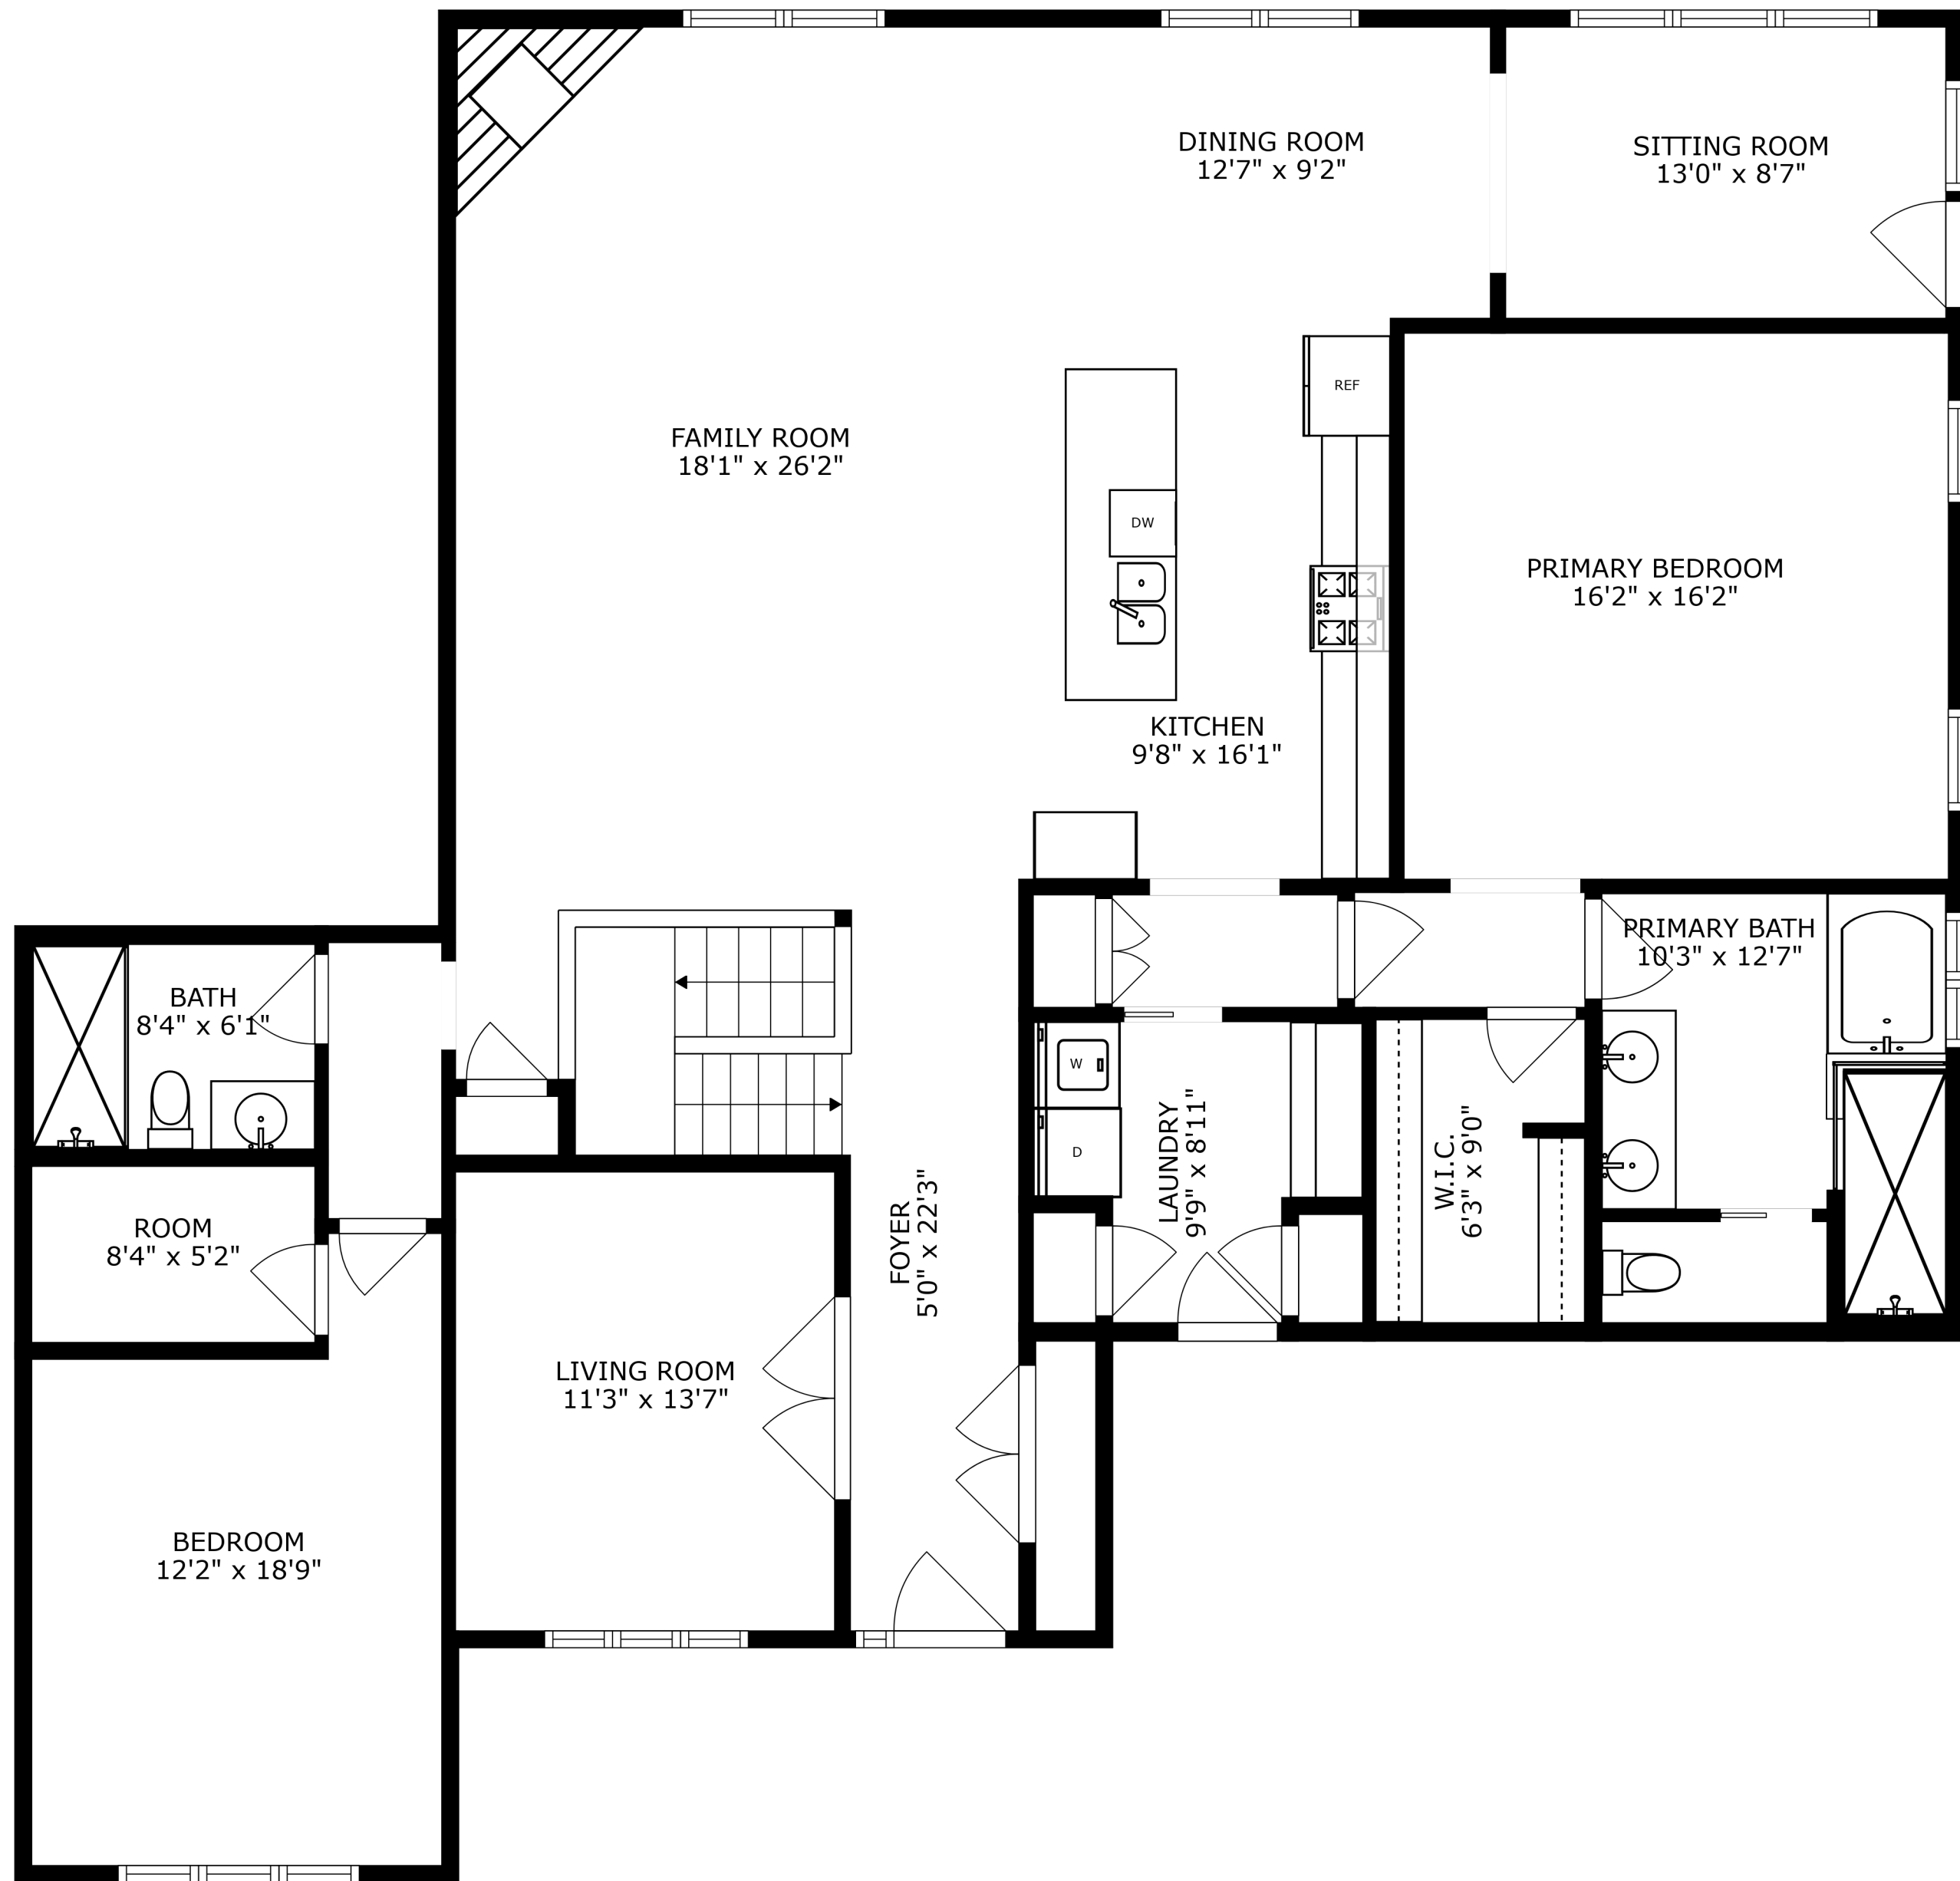 DINING ROOM
12'7" x 9'2"
SITTING ROOM
13'0" x 8'7"
REF
FAMILY ROOM
18'1" x 26'2"
DW
PRIMARY BEDROOM
16'2" x 16'2"
KITCHEN
9'8" x 16'1"
PRIMARY BATH
10'3" x 12'7"
BATH
8'4" x 6'1"
W
D
LAUNDRY
9'9" x 8'11"
W.I.C.
6'3" x 9'0"
ROOM
8'4" x 5'2"
FOYER
5'0" x 22'3"
LIVING ROOM
11'3" x 13'7"
BEDROOM
12'2" x 18'9"